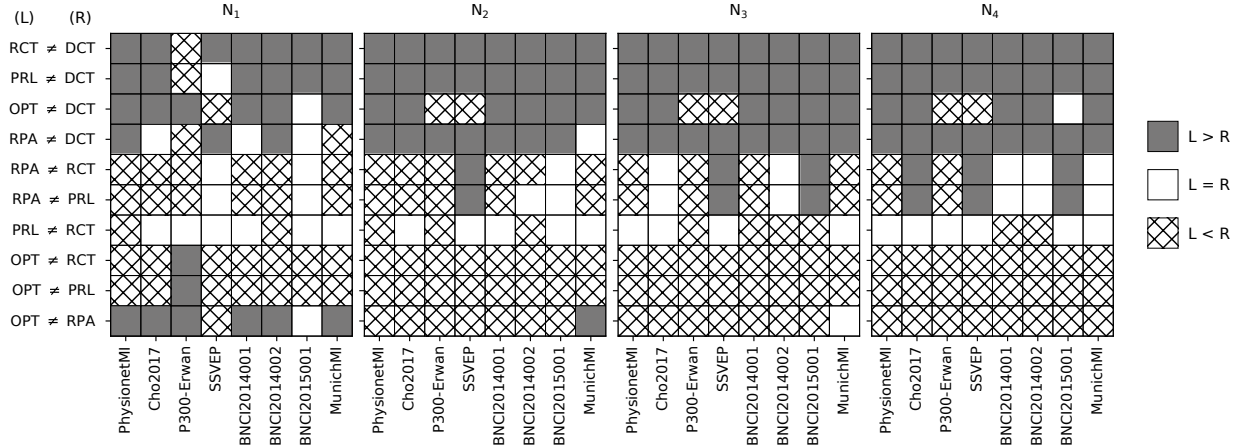 (L) (R)
N1 N2 N3 N4
RCT ≠ DCT
PRL ≠ DCT
OPT ≠ DCT
RPA ≠ DCT
RPA ≠ RCT
RPA ≠ PRL
PRL ≠ RCT
OPT ≠ RCT
OPT ≠ PRL
OPT ≠ RPA
L > R
L = R
L < R
PhysionetMI Cho2017 P300-Erwan SSVEP BNCI2014001 BNCI2014002 BNCI2015001 MunichMI
PhysionetMI Cho2017 P300-Erwan SSVEP BNCI2014001 BNCI2014002 BNCI2015001 MunichMI
PhysionetMI Cho2017 P300-Erwan SSVEP BNCI2014001 BNCI2014002 BNCI2015001 MunichMI
PhysionetMI Cho2017 P300-Erwan SSVEP BNCI2014001 BNCI2014002 BNCI2015001 MunichMI